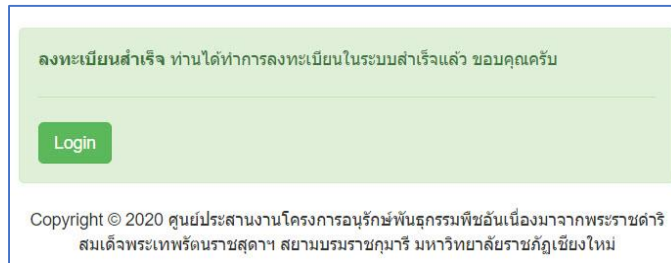 ลงทะเบียนสำเร็จ ท่านได้ทำการลงทะเบียนในระบบสำเร็จแล้ว ขอบคุณครับ
Login
Copyright © 2020 ศูนย์ประสานงานโครงการอนุรักษ์พันธุกรรมพืชอันเนื่องมาจากพระราชดำริ
สมเด็จพระเทพรัตนราชสุดาฯ สยามบรมราชกุมารี มหาวิทยาลัยราชภัฏเชียงใหม่